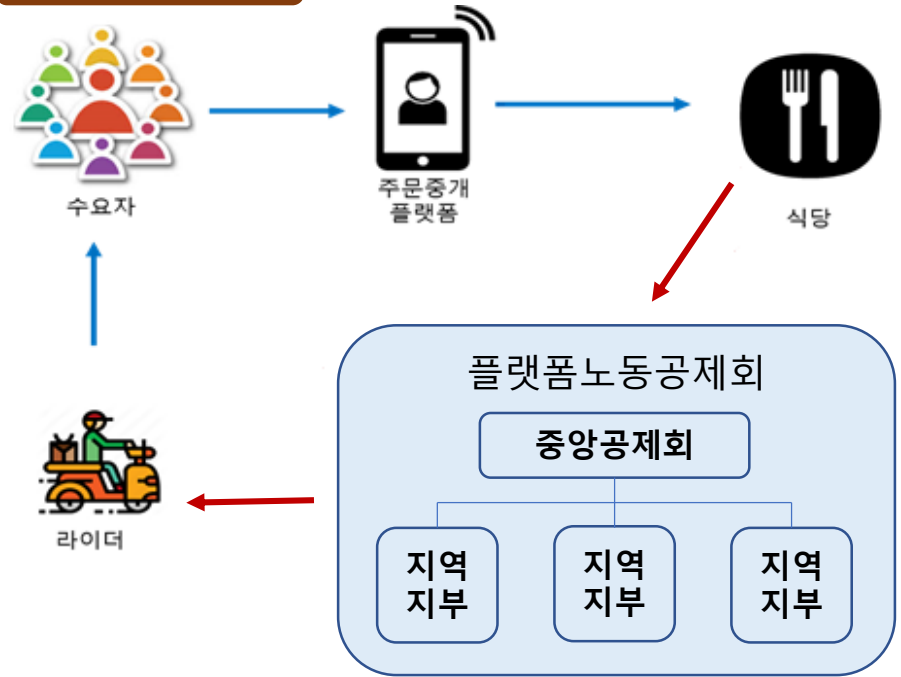 수요자
주문중개
플랫폼
식당
플랫폼노동공제회
중앙공제회
라이더
지역
지부
지역
지부
지역
지부